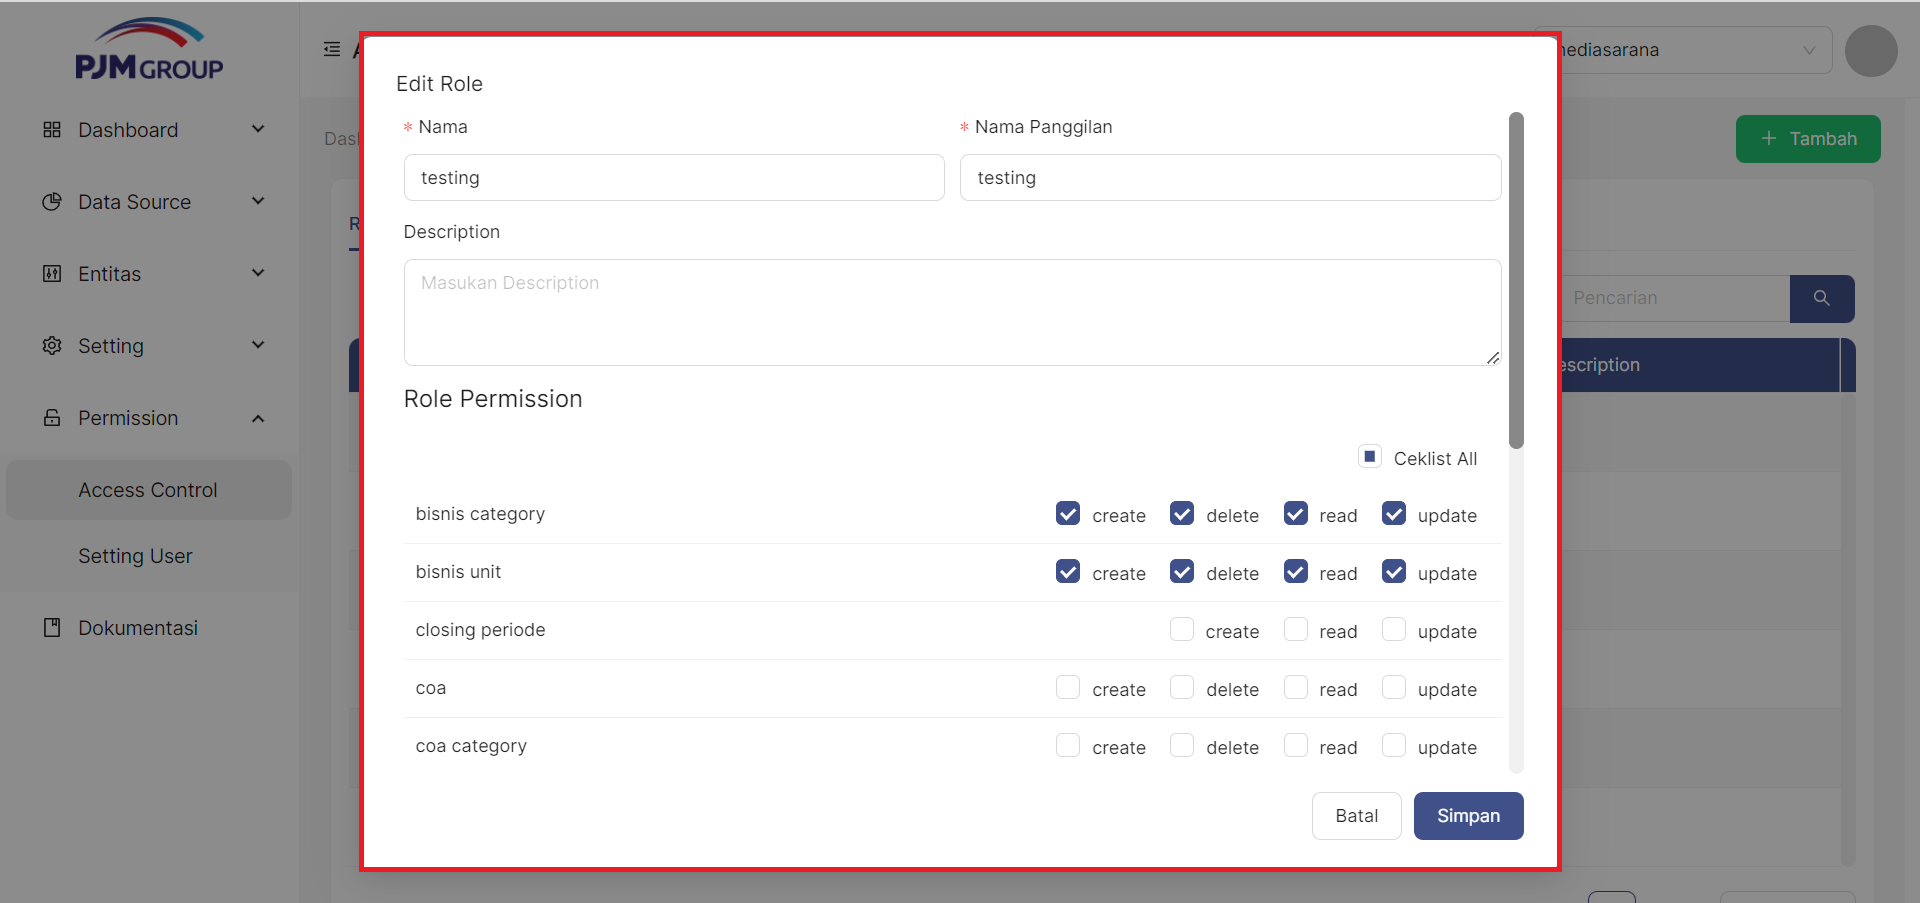 PJM GROUP
Dashboard
Data Source
Entitas
Setting
Permission
Access Control
Setting User
Dokumentasi
ediasarana
Tambah
Pencarian
escription
Edit Role
* Nama
* Nama Panggilan
testing
testing
Description
Masukan Description
Role Permission
Ceklist All
bisnis category create delete read update
bisnis unit create delete read update
closing periode create read update
coa create delete read update
coa category create delete read update
Batal
Simpan